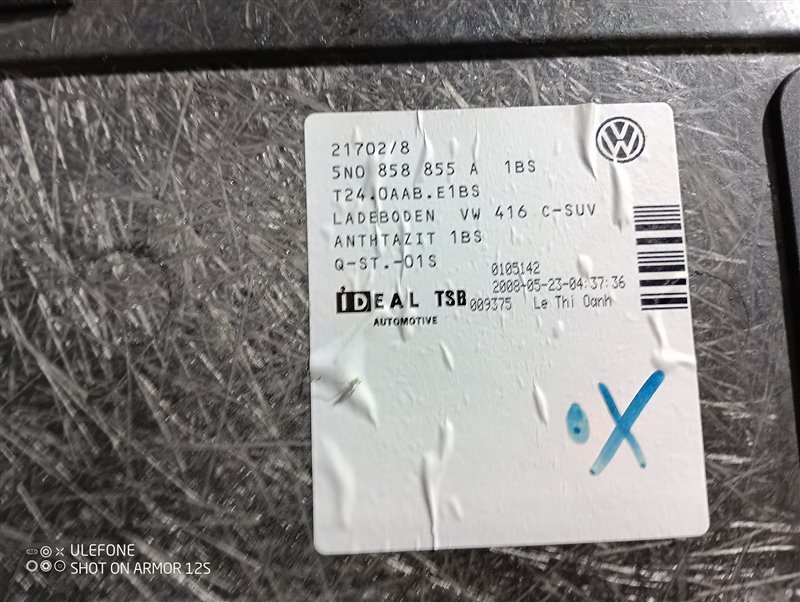 21702/8
5N0 858 855 A 1BS
T24.0AAB.E1BS
LADEBODEN VW 416 C-SUV
ANTHTAZIT 1BS
Q-ST.-01S
0105142
2008-05-23-04:37:36
IDEAL TSB 009375 Le Thi Oanh
AUTOMOTIVE
X
ULEFONE
SHOT ON ARMOR 12S